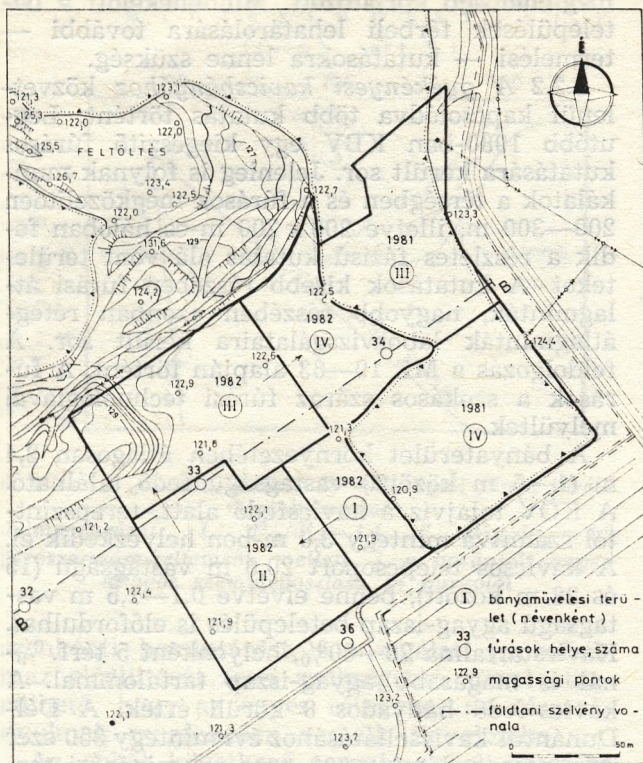 É
123,1
121,3
125,3
122,0
122,0
125,5
FELTÖLTÉS
126,7
123,4
122,5
122,7
122,0
123,3
131,6
129
1981
III
124,2
B
122,5
1982
IV
34
124,4
122,6
1982
122,9
III
1981
IV
129
121,3
121,8
33
1982
I
120,9
122,1
121,2
1982
II
121,9
32
B
122,4
121,9
36
123,2
122,1
121,3
123,7
I bányaművelési terü-
let (névenként)
33 fúrások helye, száma
122,9 magassági pontok
földtani szelvény vo-
nala
0 50m